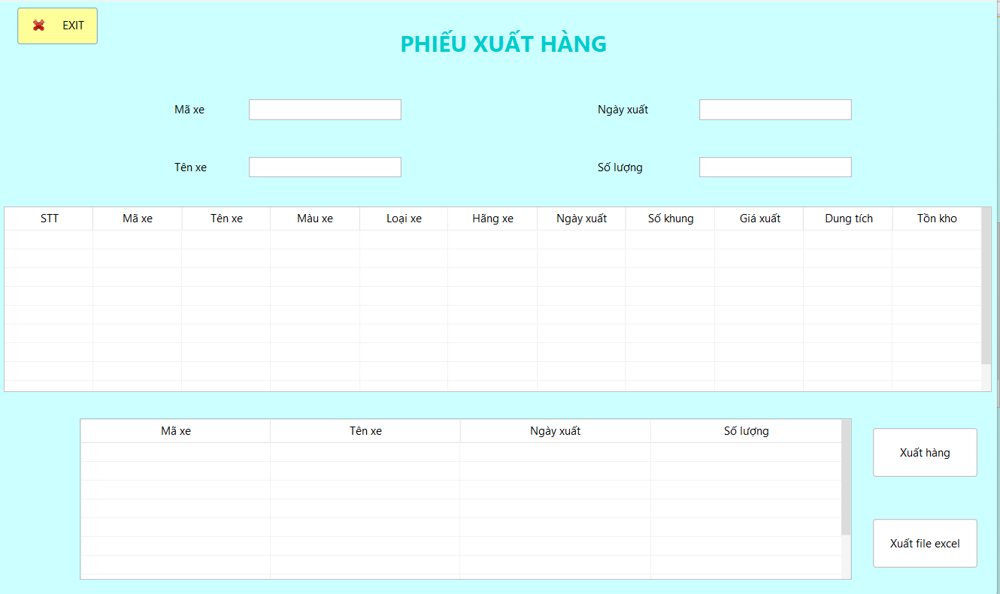 EXIT
PHIẾU XUẤT HÀNG
Mã xe
Ngày xuất
Tên xe
Số lượng
STT Mã xe Tên xe Màu xe Loại xe Hãng xe Ngày xuất Số khung Giá xuất Dung tích Tồn kho
Mã xe Tên xe Ngày xuất Số lượng
Xuất hàng
Xuất file excel